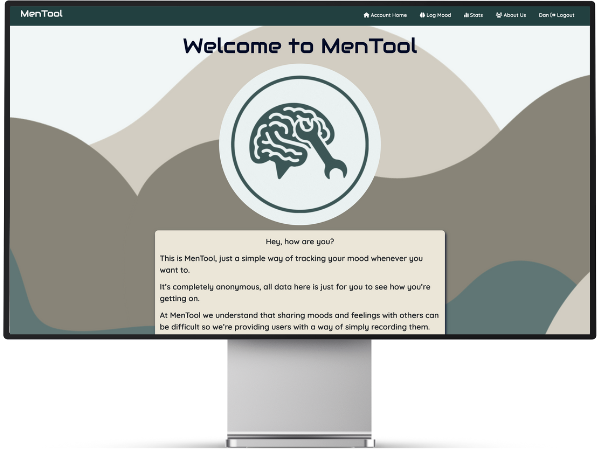 MenTool
Account Home Log Mood Stats About Us Dan Logout
Welcome to MenTool
Hey, how are you?
This is MenTool, just a simple way of tracking your mood whenever you
want to.
It's completely anonymous, all data here is just for you to see how you're
getting on.
At MenTool we understand that sharing moods and feelings with others can
be difficult so we're providing users with a way of simply recording them.